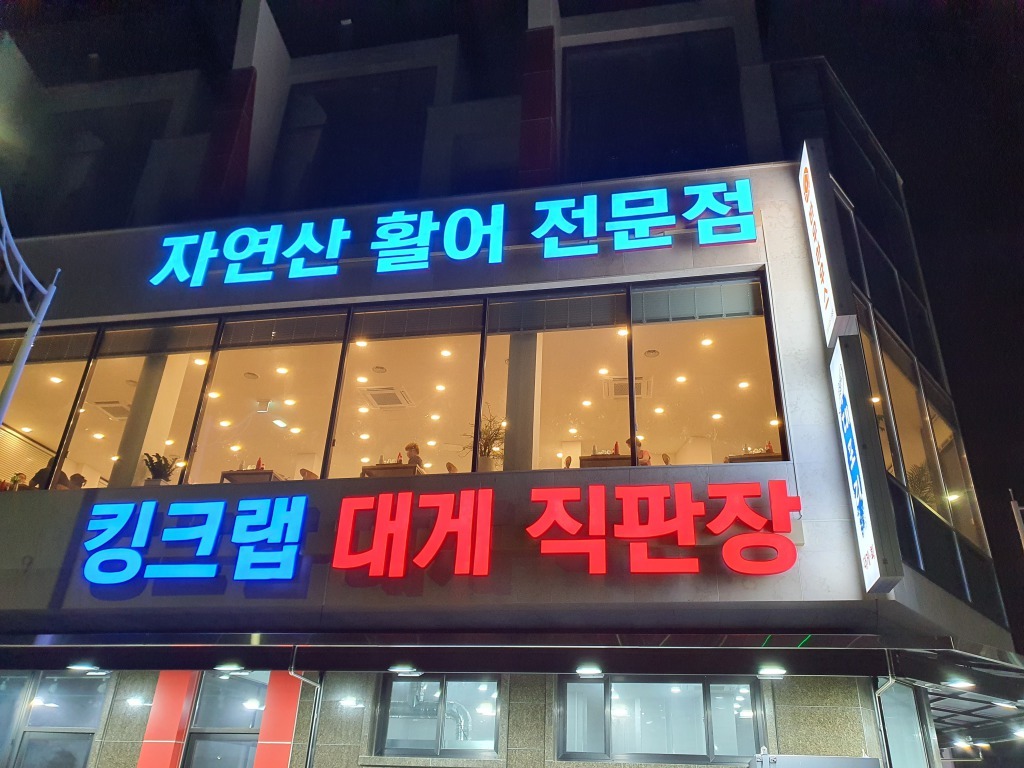 자연산 활어 전문점
킹크랩 대게 직판장